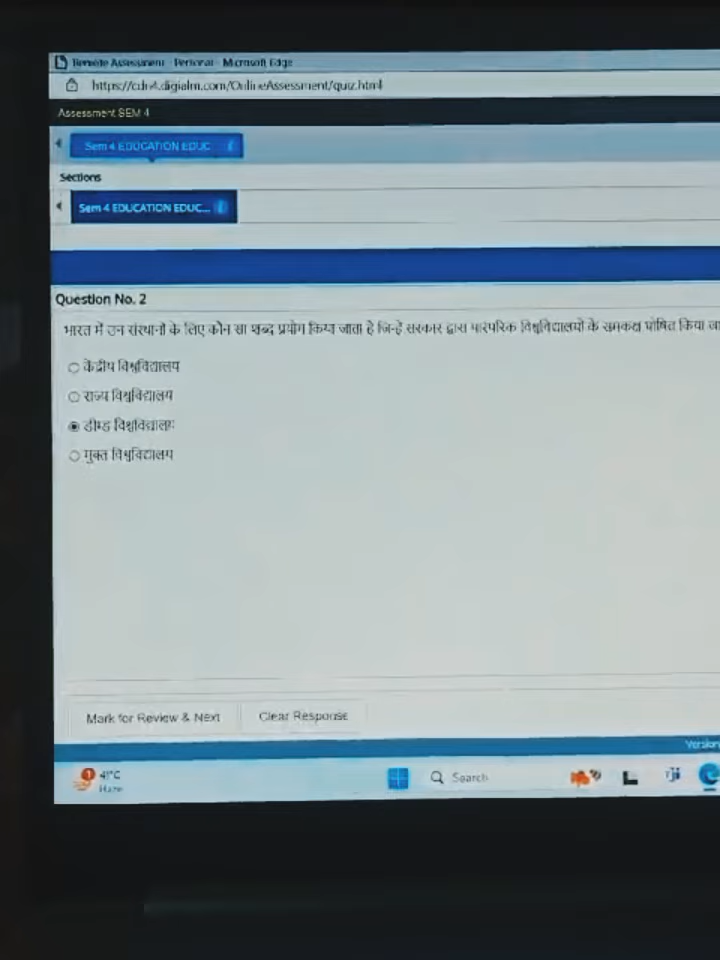 Remote Assessment - Personal - Microsoft Edge
https://cdn4.digialm.com/OnlineAssessment/quiz.html
Assessment SEM 4
Sem 4 EDUCATION EDUC... i
Sections
Sem 4 EDUCATION EDUC... i
Question No. 2
भारत में उन संस्थानों के लिए कौन सा शब्द प्रयोग किया जाता है जिन्हें सरकार द्वारा पारंपरिक विश्वविद्यालयों के समकक्ष घोषित किया जा
केंद्रीय विश्वविद्यालय
राज्य विश्वविद्यालय
डीम्ड विश्वविद्यालय
मुक्त विश्वविद्यालय
Mark for Review & Next
Clear Response
Version
1
41°C
Haze
Search